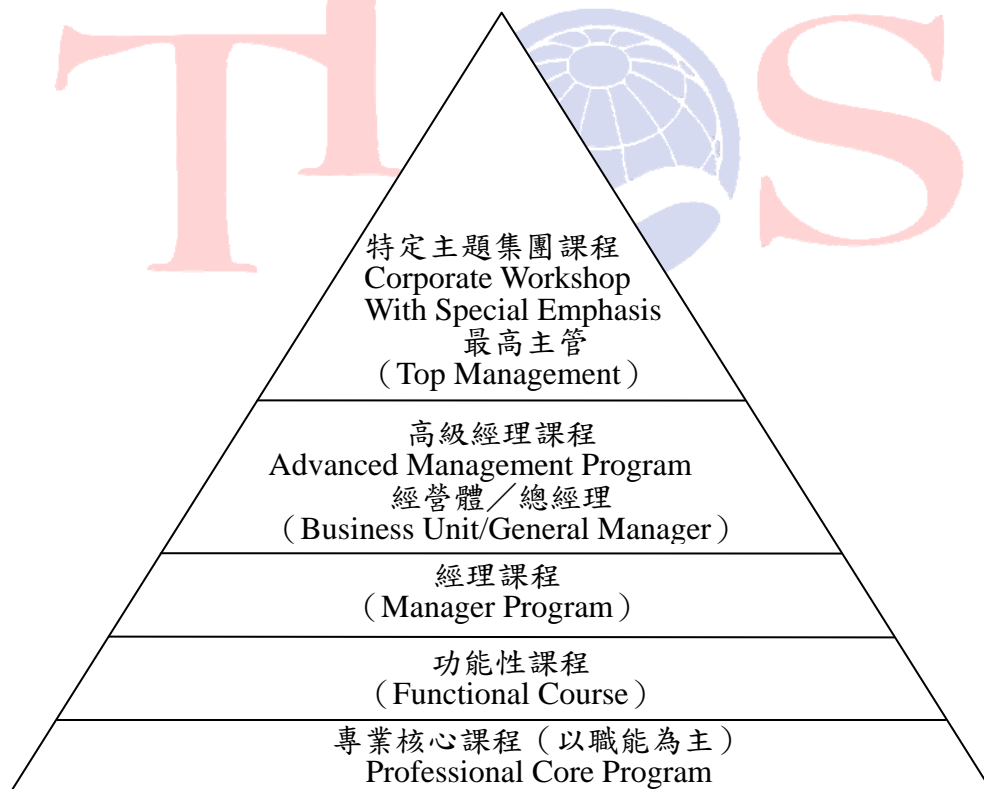 特定主題集團課程
Corporate Workshop
With Special Emphasis
最高主管
（Top Management）
高級經理課程
Advanced Management Program
經營體／總經理
（Business Unit/General Manager）
經理課程
（Manager Program）
功能性課程
（Functional Course）
專業核心課程（以職能為主）
Professional Core Program